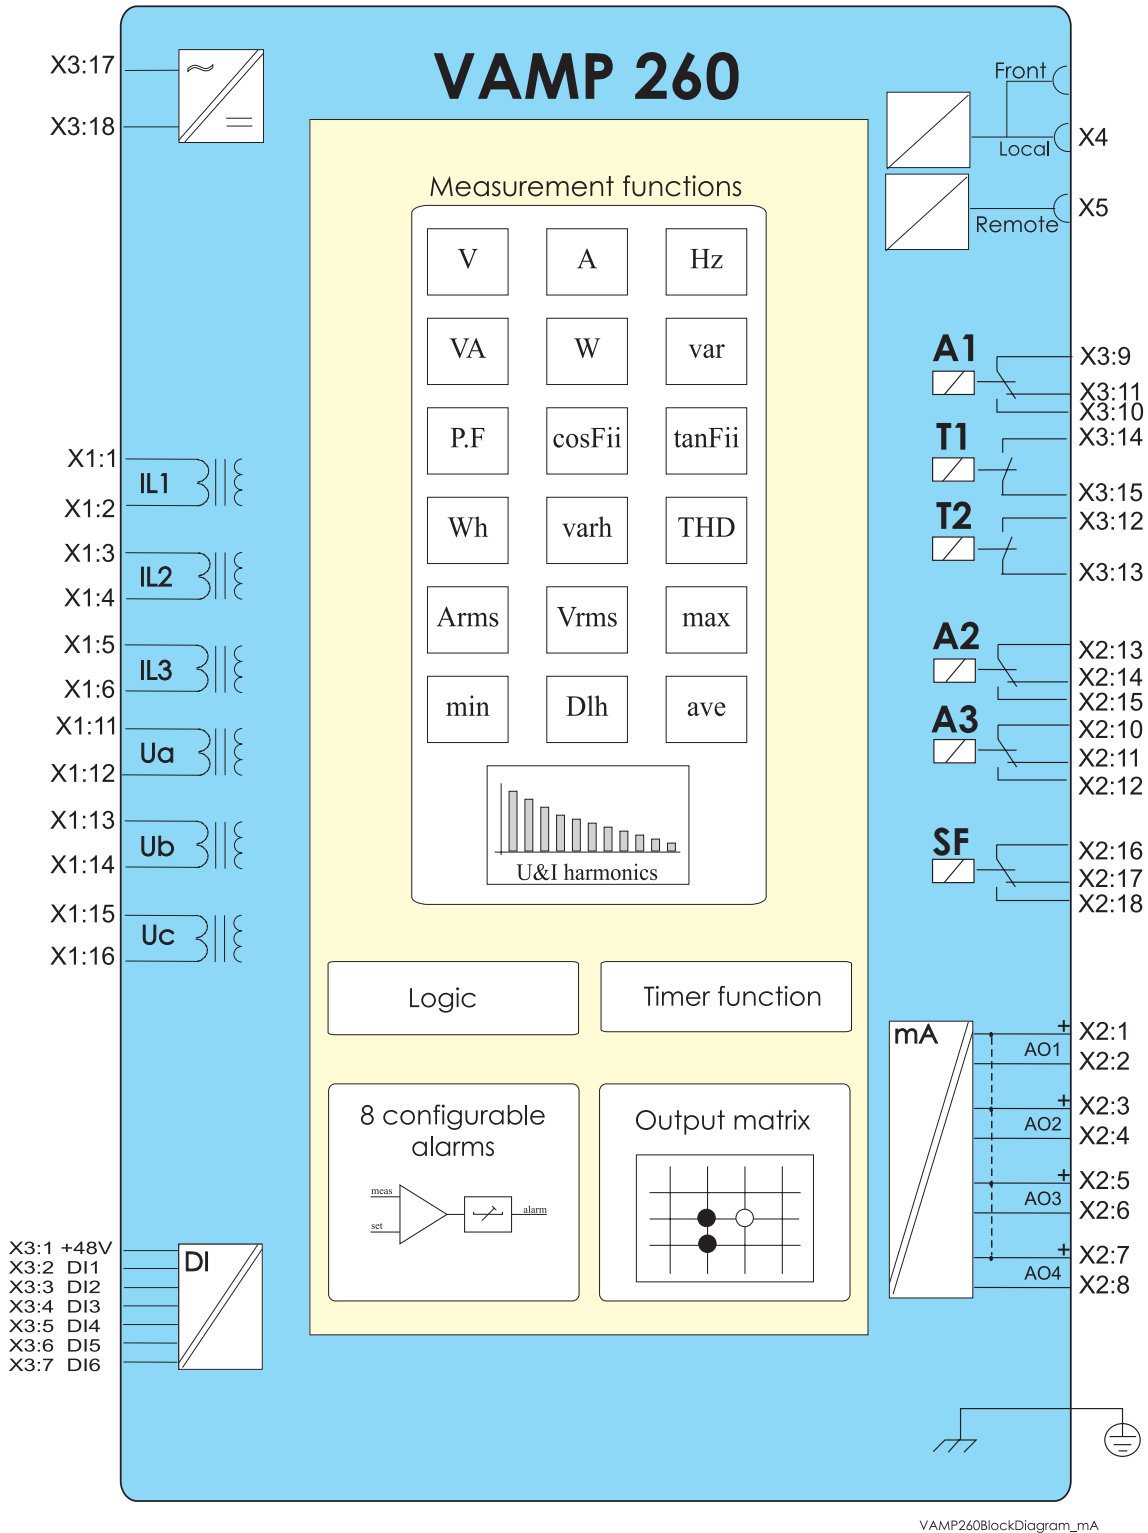 VAMP 260
X3:17
X3:18
Front
Local
X4
Remote
X5
Measurement functions
V A Hz
VA W var
P.F cosFii tanFii
Wh varh THD
Arms Vrms max
min DIh ave
U&I harmonics
Logic
Timer function
8 configurable
alarms
meas
set
alarm
Output matrix
X1:1
IL1
X1:2
X1:3
IL2
X1:4
X1:5
IL3
X1:6
X1:11
Ua
X1:12
X1:13
Ub
X1:14
X1:15
Uc
X1:16
X3:1 +48V
X3:2 DI1
X3:3 DI2
X3:4 DI3
X3:5 DI4
X3:6 DI5
X3:7 DI6
DI
A1
X3:9
X3:11
X3:10
T1
X3:14
X3:15
T2
X3:12
X3:13
A2
X2:13
X2:14
X2:15
A3
X2:10
X2:11
X2:12
SF
X2:16
X2:17
X2:18
mA
+ X2:1
AO1
X2:2
+ X2:3
AO2
X2:4
+ X2:5
AO3
X2:6
+ X2:7
AO4
X2:8
VAMP260BlockDiagram_mA